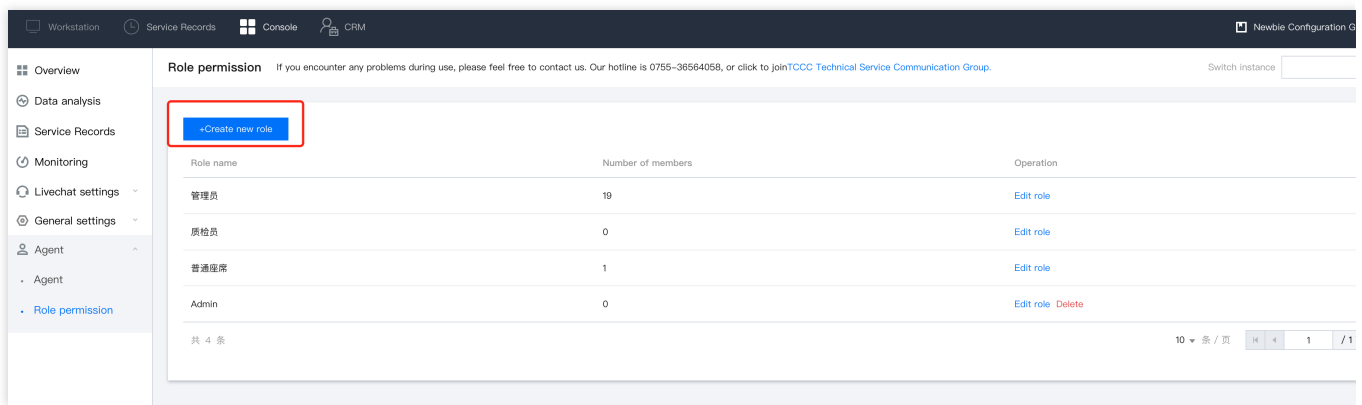 Workstation Service Records Console CRM Newbie Configuration G
Overview
Data analysis
Service Records
Monitoring
Livechat settings
General settings
Agent
Agent
Role permission
Role permission If you encounter any problems during use, please feel free to contact us. Our hotline is 0755-36564058, or click to joinTCCC Technical Service Communication Group. Switch instance
+Create new role
Role name Number of members Operation
管理员 19 Edit role
质检员 0 Edit role
普通座席 1 Edit role
Admin 0 Edit role Delete
共 4 条 10 条 / 页 1 / 1